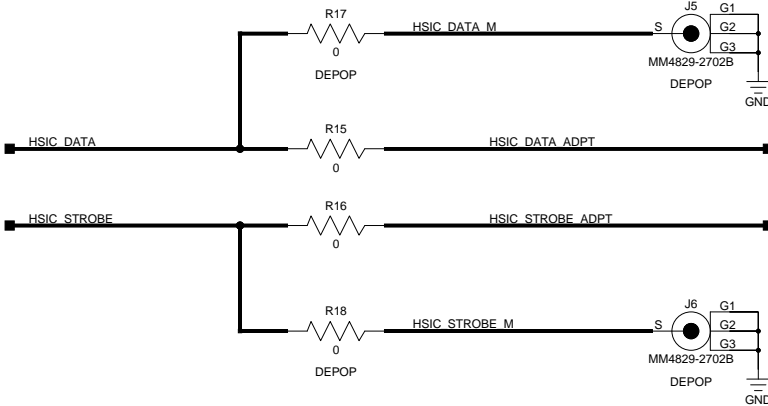 R17
HSIC_DATA_M
0
DEPOP
J5
S
G1
G2
G3
MM4829-2702B
DEPOP
GND
HSIC_DATA
R15
0
HSIC_DATA_ADPT
HSIC_STROBE
R16
0
HSIC_STROBE_ADPT
R18
HSIC_STROBE_M
0
DEPOP
J6
S
G1
G2
G3
MM4829-2702B
DEPOP
GND